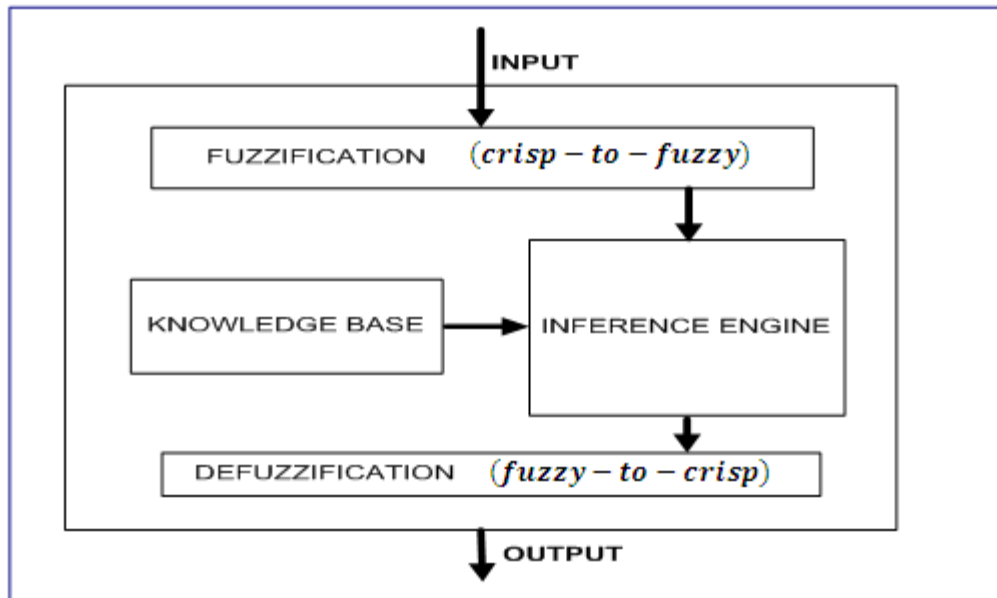 INPUT
FUZZIFICATION (crisp − to − fuzzy)
KNOWLEDGE BASE
INFERENCE ENGINE
DEFUZZIFICATION (fuzzy − to − crisp)
OUTPUT